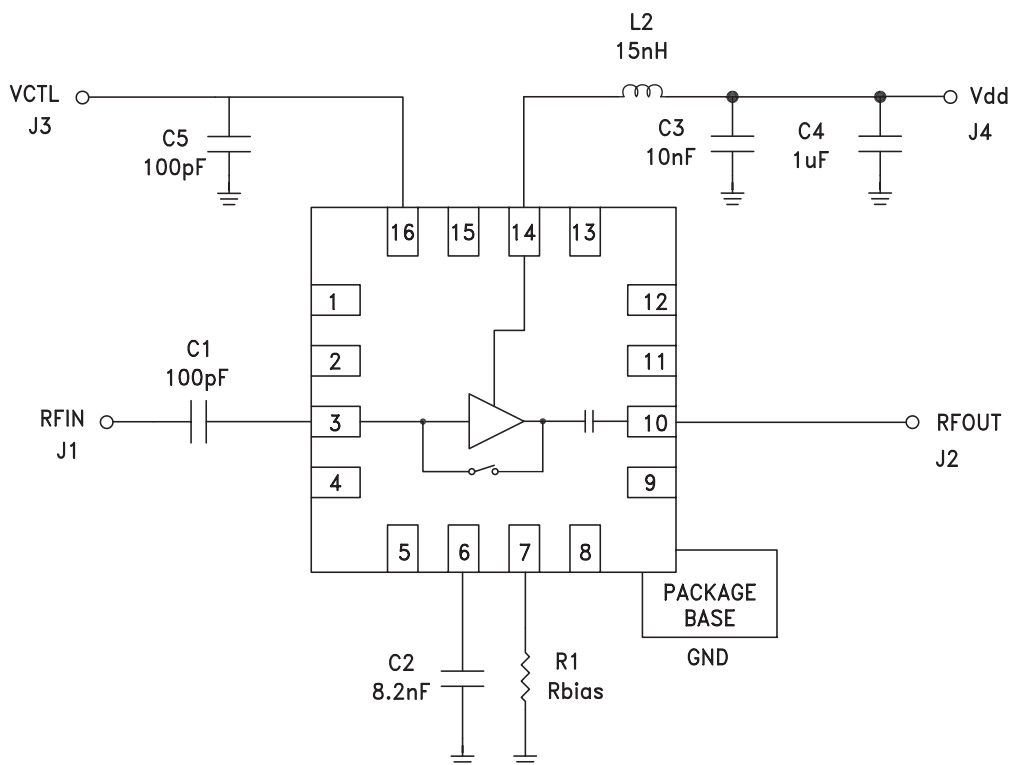 L2
15nH
VCTL
J3
C5
100pF
C3
10nF
C4
1uF
Vdd
J4
16
15
14
13
1
12
2
11
C1
100pF
RFIN
J1
3
10
RFOUT
J2
4
9
5
6
7
8
PACKAGE
BASE
GND
C2
8.2nF
R1
Rbias